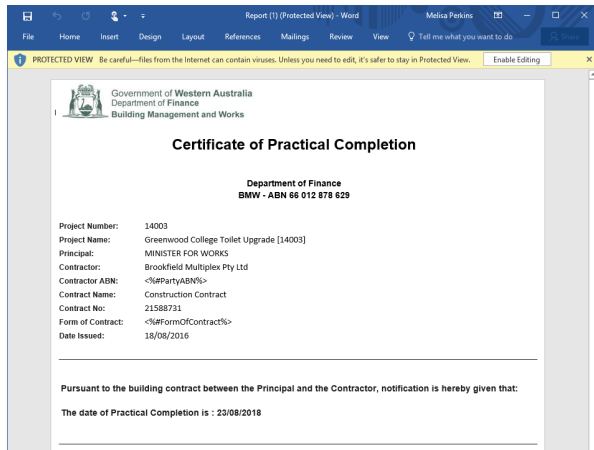 Report (1) (Protected View) - Word
Melisa Perkins
File Home Insert Design Layout References Mailings Review View Tell me what you want to do Share
PROTECTED VIEW Be careful—files from the Internet can contain viruses. Unless you need to edit, it's safer to stay in Protected View. Enable Editing
Government of Western Australia
Department of Finance
Building Management and Works
Certificate of Practical Completion
Department of Finance
BMW - ABN 66 012 878 629
Project Number: 14003
Project Name: Greenwood College Toilet Upgrade [14003]
Principal: MINISTER FOR WORKS
Contractor: Brookfield Multiplex Pty Ltd
Contractor ABN: <%#PartyABN%>
Contract Name: Construction Contract
Contract No: 21588731
Form of Contract: <%#FormOfContract%>
Date Issued: 18/08/2016
Pursuant to the building contract between the Principal and the Contractor, notification is hereby given that:
The date of Practical Completion is : 23/08/2018